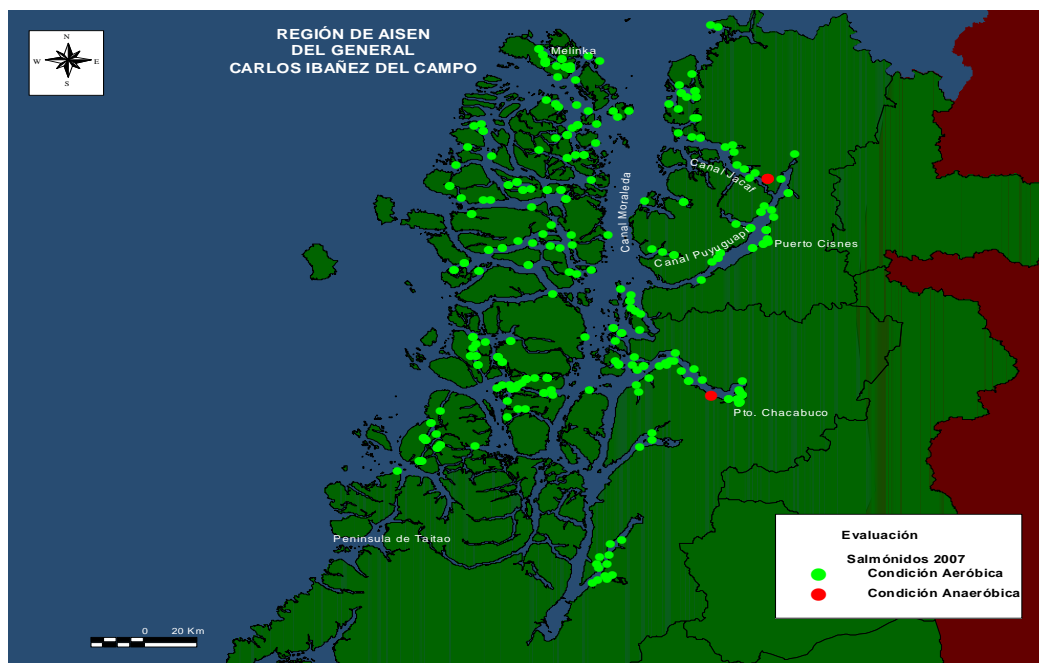 REGIÓN DE AISEN
DEL GENERAL
CARLOS IBAÑEZ DEL CAMPO
N
W
E
S
Melinka
Canal Jacaf
Canal Moraleda
Canal Puyuguapi
Puerto Cisnes
Pto. Chacabuco
Peninsula de Taitao
Evaluación
Salmónidos 2007
Condición Aeróbica
Condición Anaeróbica
0 20 Km